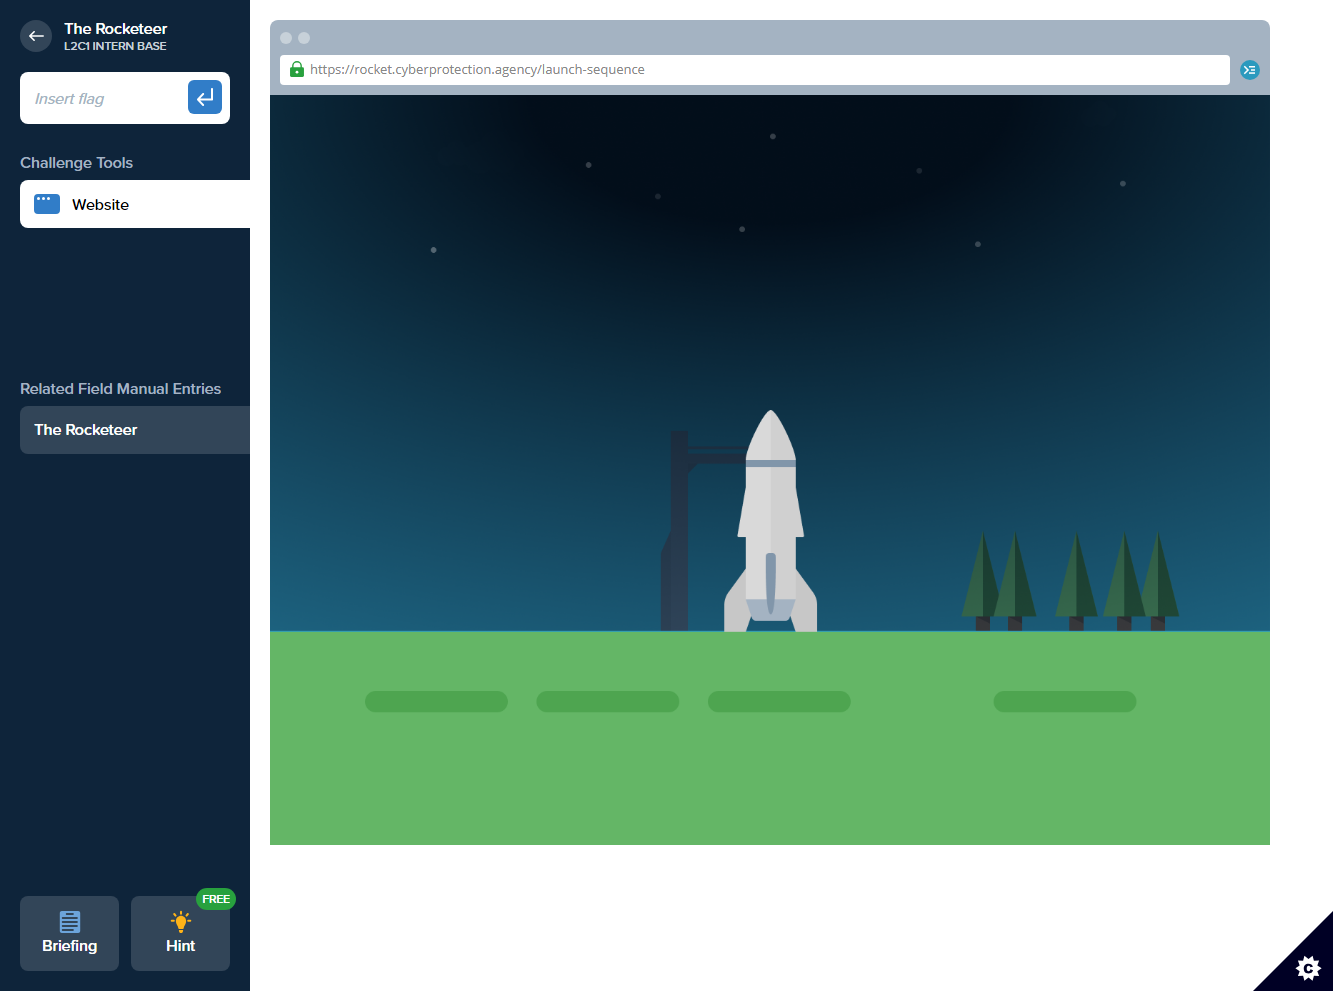 The Rocketeer
L2C1 INTERN BASE
Insert flag
Challenge Tools
Website
Related Field Manual Entries
The Rocketeer
FREE
Briefing
Hint
https://rocket.cyberprotection.agency/launch-sequence
C